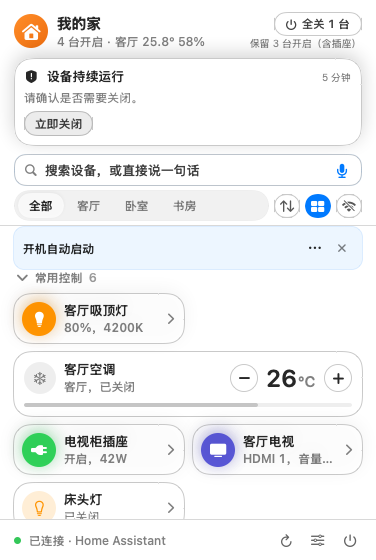 我的家
4 台开启 · 客厅 25.8° 58%
全关 1 台
保留 3 台开启（含插座）
设备持续运行
5 分钟
请确认是否需要关闭。
立即关闭
搜索设备，或直接说一句话
全部 客厅 卧室 书房
开机自动启动
常用控制 6
客厅吸顶灯
80%，4200K
客厅空调
客厅，已关闭
26°C
电视柜插座
开启，42W
客厅电视
HDMI 1，音量...
床头灯
已关闭
已连接 · Home Assistant